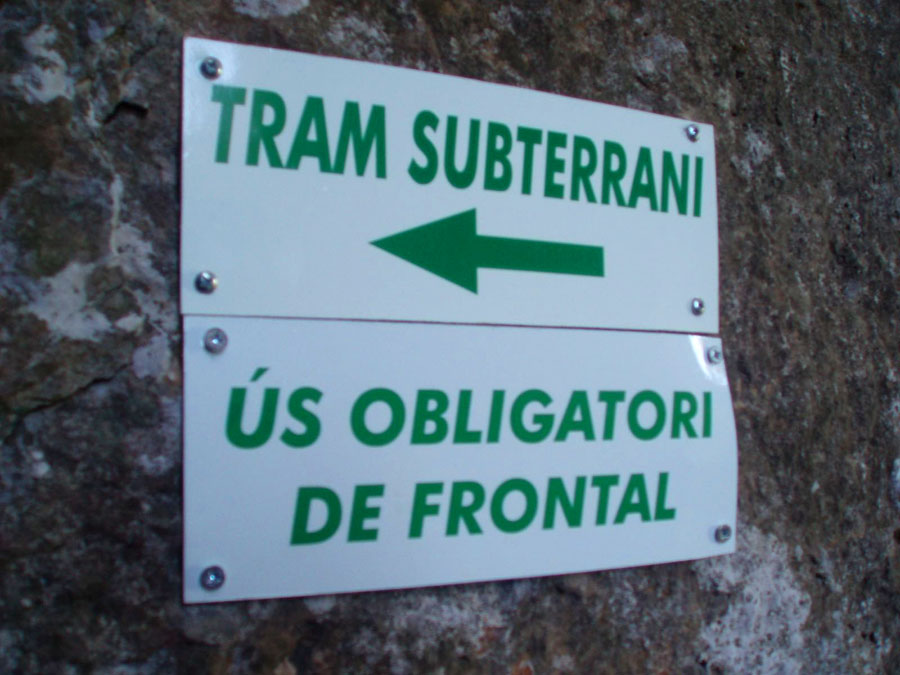 TRAM SUBTERRANI
ÚS OBLIGATORI
DE FRONTAL